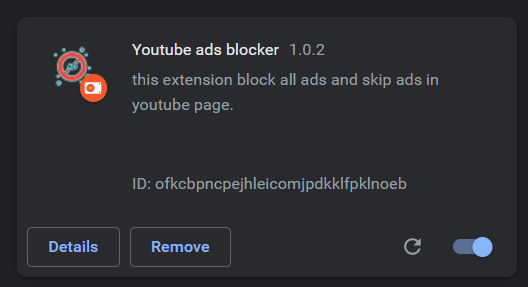 Youtube ads blocker 1.0.2
this extension block all ads and skip ads in
youtube page.
ID: ofkcbpncpejhleicomjpdkklfpklnoeb
Details Remove